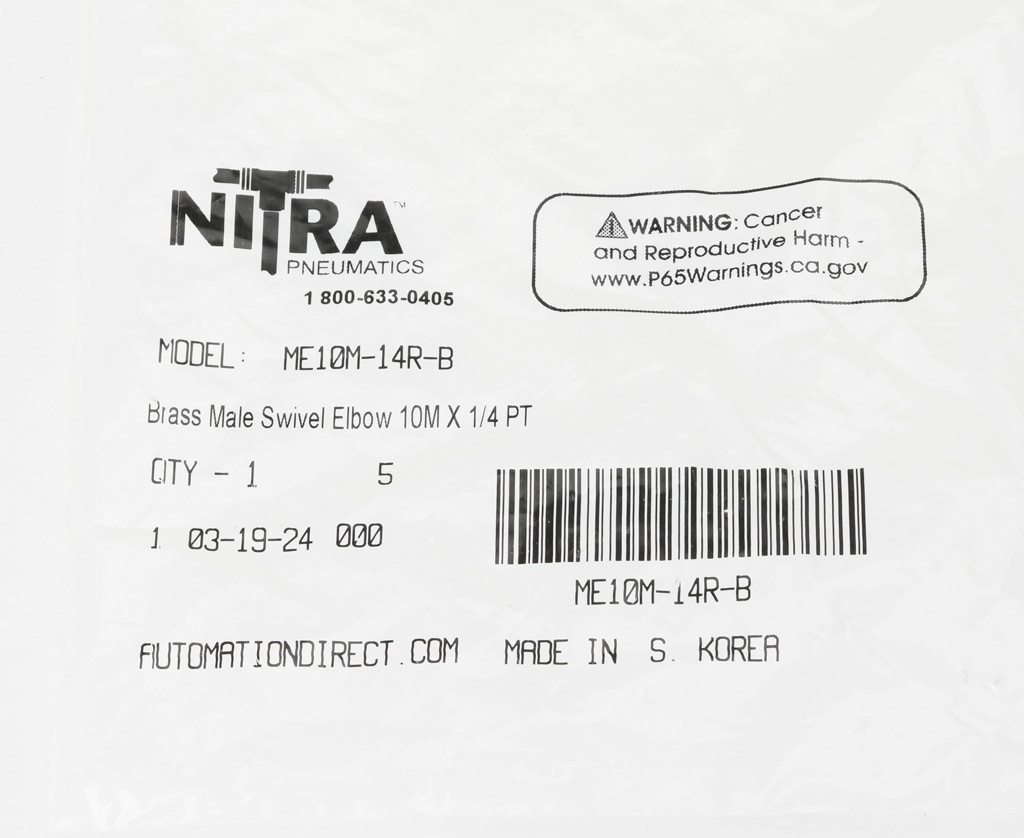 NITRA™
PNEUMATICS
1 800-633-0405
WARNING: Cancer
and Reproductive Harm -
www.P65Warnings.ca.gov
MODEL: ME10M-14R-B
Brass Male Swivel Elbow 10M X 1/4 PT
QTY - 1 5
1 03-19-24 000
ME10M-14R-B
AUTOMATIONDIRECT.COM MADE IN S. KOREA